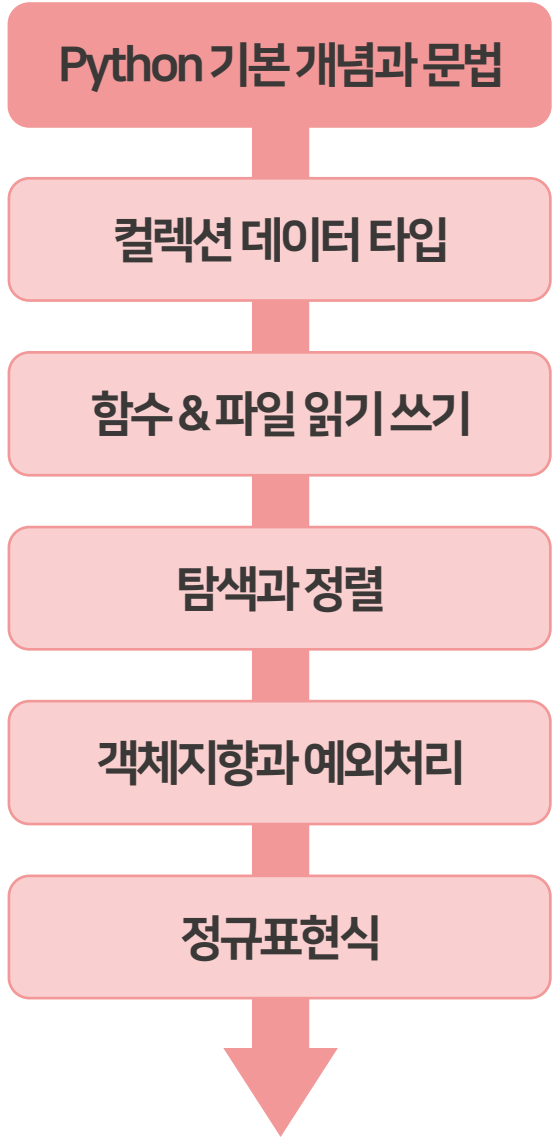 Python 기본 개념과 문법
컬렉션 데이터 타입
함수 & 파일 읽기 쓰기
탐색과 정렬
객체지향과 예외처리
정규표현식